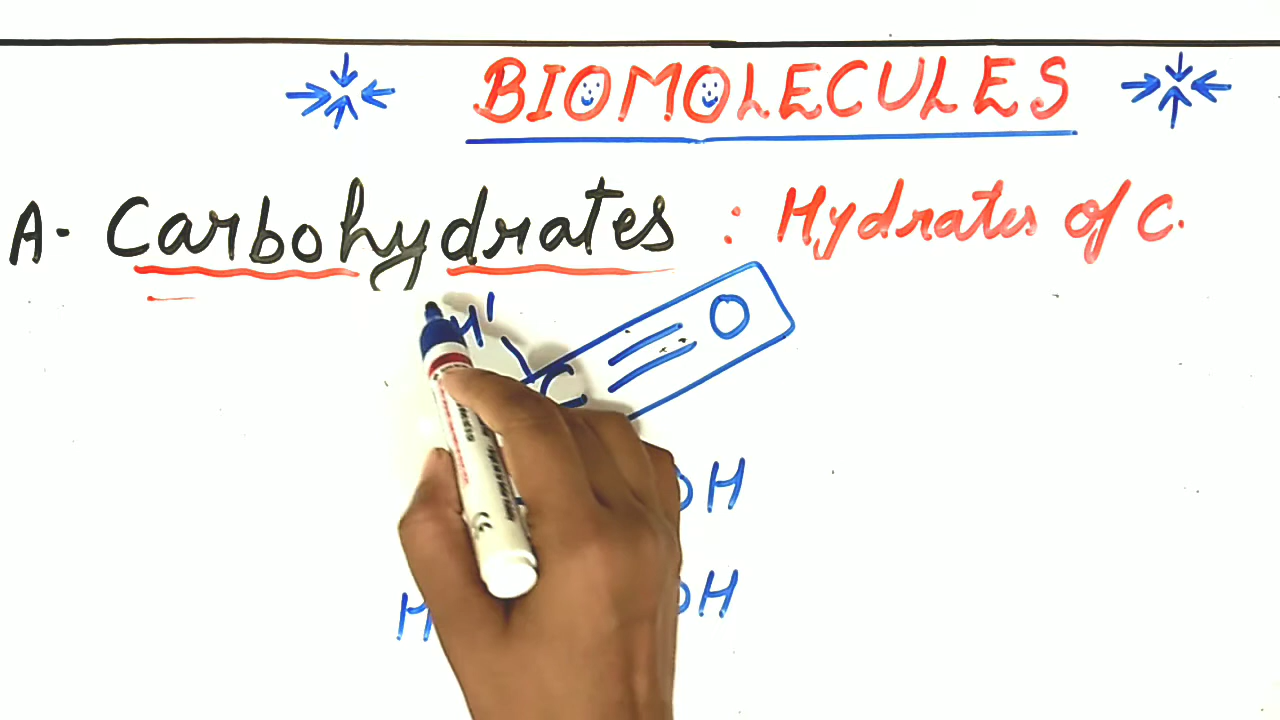 BIOMOLECULES
A. Carbohydrates : Hydrates of C.
H
C O
OH
H OH